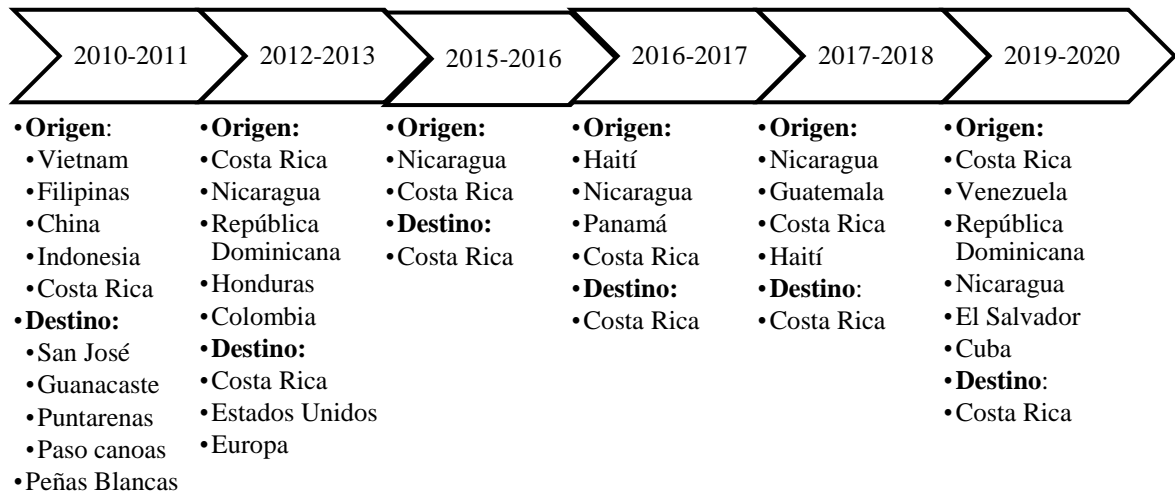 2010-2011
2012-2013
2015-2016
2016-2017
2017-2018
2019-2020
•Origen:
•Vietnam
•Filipinas
•China
•Indonesia
•Costa Rica
•Destino:
•San José
•Guanacaste
•Puntarenas
•Paso canoas
•Peñas Blancas
•Origen:
•Costa Rica
•Nicaragua
•República
Dominicana
•Honduras
•Colombia
•Destino:
•Costa Rica
•Estados Unidos
•Europa
•Origen:
•Nicaragua
•Costa Rica
•Destino:
•Costa Rica
•Origen:
•Haití
•Nicaragua
•Panamá
•Costa Rica
•Destino:
•Costa Rica
•Origen:
•Nicaragua
•Guatemala
•Costa Rica
•Haití
•Destino:
•Costa Rica
•Origen:
•Costa Rica
•Venezuela
•República
Dominicana
•Nicaragua
•El Salvador
•Cuba
•Destino:
•Costa Rica